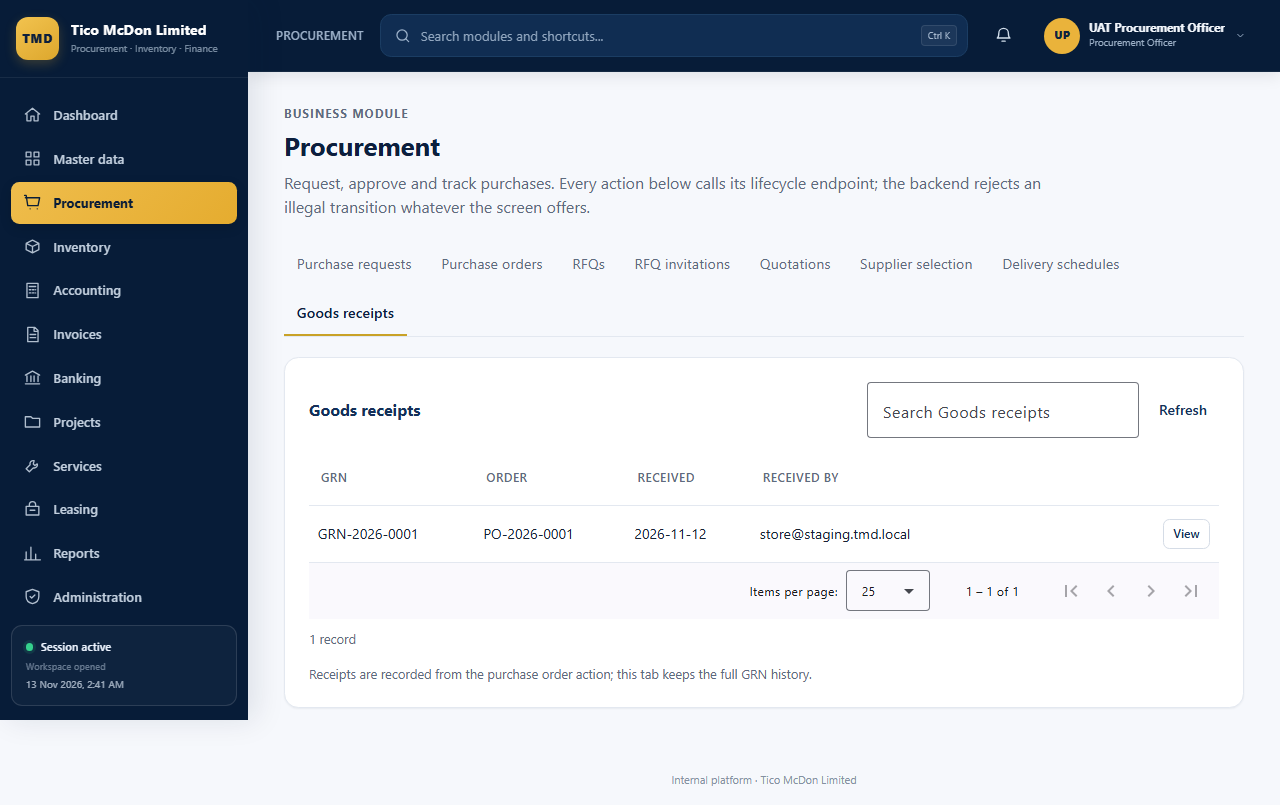 TMD
Tico McDon Limited
Procurement · Inventory · Finance
PROCUREMENT
Search modules and shortcuts...
Ctrl K
UP
UAT Procurement Officer
Procurement Officer
Dashboard
Master data
Procurement
Inventory
Accounting
Invoices
Banking
Projects
Services
Leasing
Reports
Administration
Session active
Workspace opened
13 Nov 2026, 2:41 AM
BUSINESS MODULE
Procurement
Request, approve and track purchases. Every action below calls its lifecycle endpoint; the backend rejects an
illegal transition whatever the screen offers.
Purchase requests
Purchase orders
RFQs
RFQ invitations
Quotations
Supplier selection
Delivery schedules
Goods receipts
Goods receipts
Search Goods receipts
Refresh
GRN ORDER RECEIVED RECEIVED BY
GRN-2026-0001 PO-2026-0001 2026-11-12 store@staging.tmd.local View
Items per page: 25 1 – 1 of 1
1 record
Receipts are recorded from the purchase order action; this tab keeps the full GRN history.
Internal platform · Tico McDon Limited